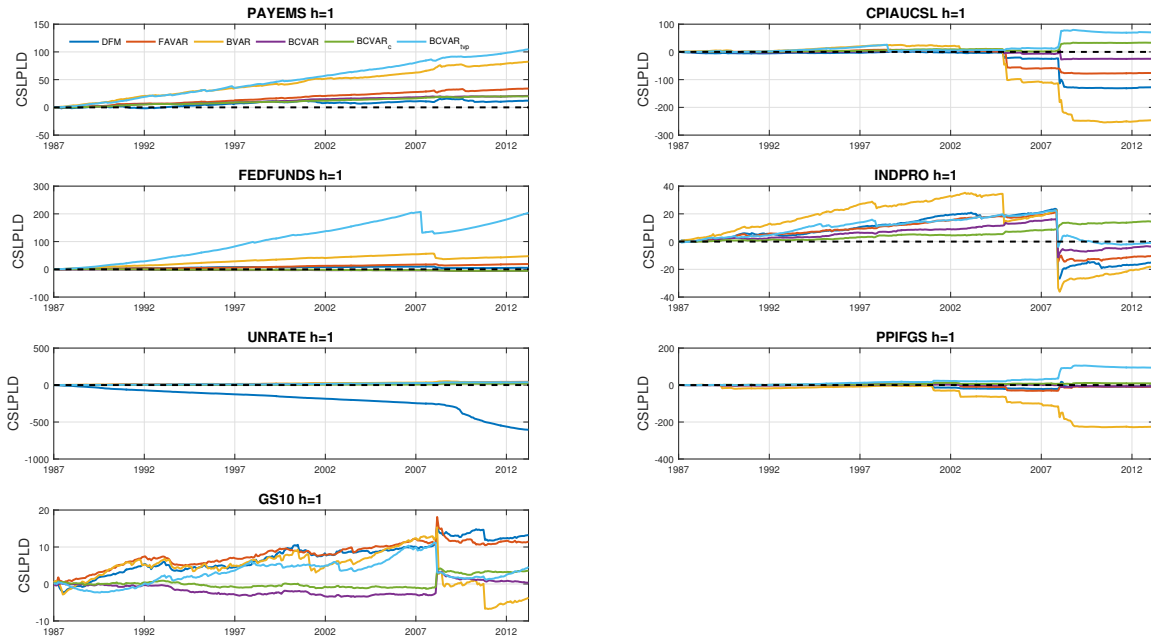 PAYEMS h=1
CSLPLD
150
100
50
0
-50
DFM FAVAR BVAR BCVAR BCVAR_c BCVAR_tvp
1987 1992 1997 2002 2007 2012
CPIAUCSL h=1
CSLPLD
100
0
-100
-200
-300
1987 1992 1997 2002 2007 2012
FEDFUNDS h=1
CSLPLD
300
200
100
0
-100
1987 1992 1997 2002 2007 2012
INDPRO h=1
CSLPLD
40
20
0
-20
-40
1987 1992 1997 2002 2007 2012
UNRATE h=1
CSLPLD
500
0
-500
-1000
1987 1992 1997 2002 2007 2012
PPIFGS h=1
CSLPLD
200
0
-200
-400
1987 1992 1997 2002 2007 2012
GS10 h=1
CSLPLD
20
10
0
-10
1987 1992 1997 2002 2007 2012